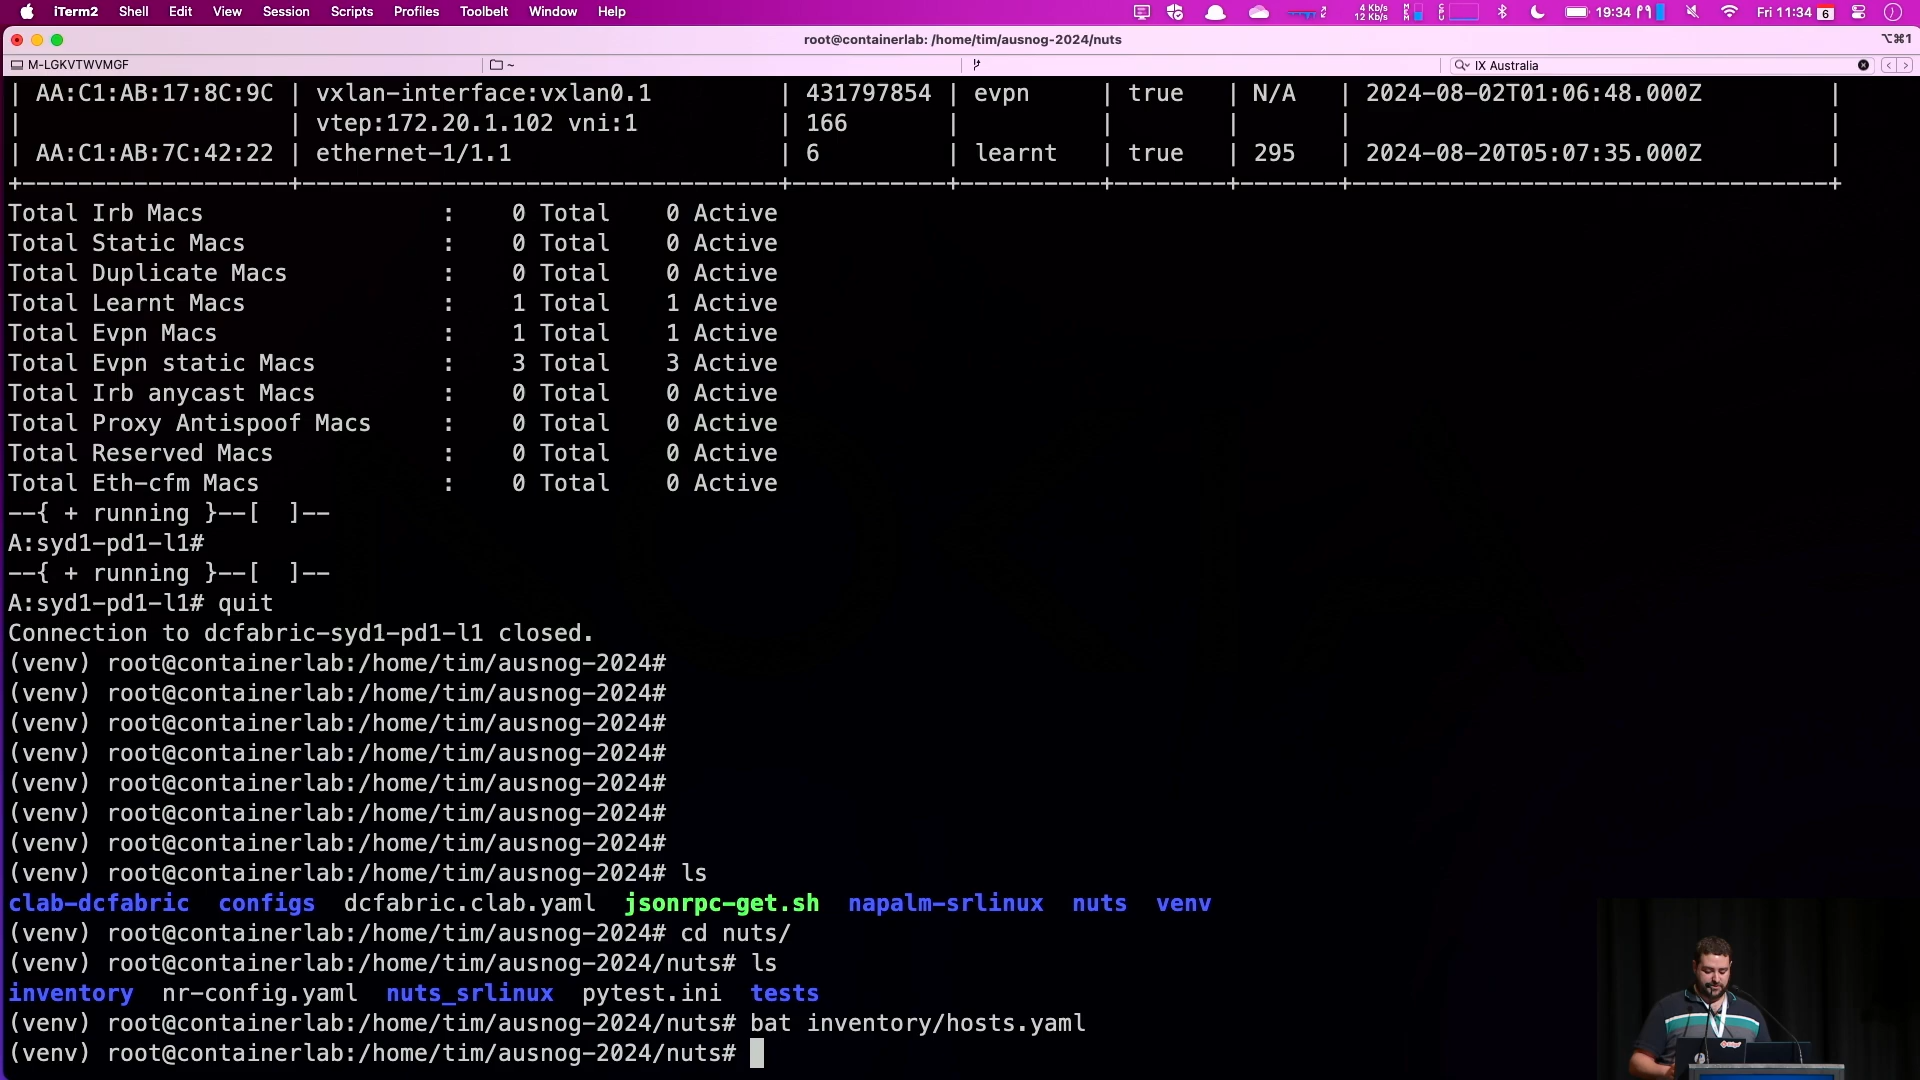 iTerm2 Shell Edit View Session Scripts Profiles Toolbelt Window Help 4 Kb/s 12 Kb/s 19:34 Fri 11:34 6
root@containerlab: /home/tim/ausnog-2024/nuts ⌥⌘1
M-LGKVTWVMGF ~ IX Australia
| AA:C1:AB:17:8C:9C | vxlan-interface:vxlan0.1 | 431797854 | evpn | true | N/A | 2024-08-02T01:06:48.000Z |
| | vtep:172.20.1.102 vni:1 | 166 | | | | |
| AA:C1:AB:7C:42:22 | ethernet-1/1.1 | 6 | learnt | true | 295 | 2024-08-20T05:07:35.000Z |
+-------------------+----------------------------------+-----------+----------+--------+-------+----------------------------------+
Total Irb Macs : 0 Total 0 Active
Total Static Macs : 0 Total 0 Active
Total Duplicate Macs : 0 Total 0 Active
Total Learnt Macs : 1 Total 1 Active
Total Evpn Macs : 1 Total 1 Active
Total Evpn static Macs : 3 Total 3 Active
Total Irb anycast Macs : 0 Total 0 Active
Total Proxy Antispoof Macs : 0 Total 0 Active
Total Reserved Macs : 0 Total 0 Active
Total Eth-cfm Macs : 0 Total 0 Active
--{ + running }--[ ]--
A:syd1-pd1-l1#
--{ + running }--[ ]--
A:syd1-pd1-l1# quit
Connection to dcfabric-syd1-pd1-l1 closed.
(venv) root@containerlab:/home/tim/ausnog-2024#
(venv) root@containerlab:/home/tim/ausnog-2024#
(venv) root@containerlab:/home/tim/ausnog-2024#
(venv) root@containerlab:/home/tim/ausnog-2024#
(venv) root@containerlab:/home/tim/ausnog-2024#
(venv) root@containerlab:/home/tim/ausnog-2024#
(venv) root@containerlab:/home/tim/ausnog-2024#
(venv) root@containerlab:/home/tim/ausnog-2024# ls
clab-dcfabric configs dcfabric.clab.yaml jsonrpc-get.sh napalm-srlinux nuts venv
(venv) root@containerlab:/home/tim/ausnog-2024# cd nuts/
(venv) root@containerlab:/home/tim/ausnog-2024/nuts# ls
inventory nr-config.yaml nuts_srlinux pytest.ini tests
(venv) root@containerlab:/home/tim/ausnog-2024/nuts# bat inventory/hosts.yaml
(venv) root@containerlab:/home/tim/ausnog-2024/nuts#